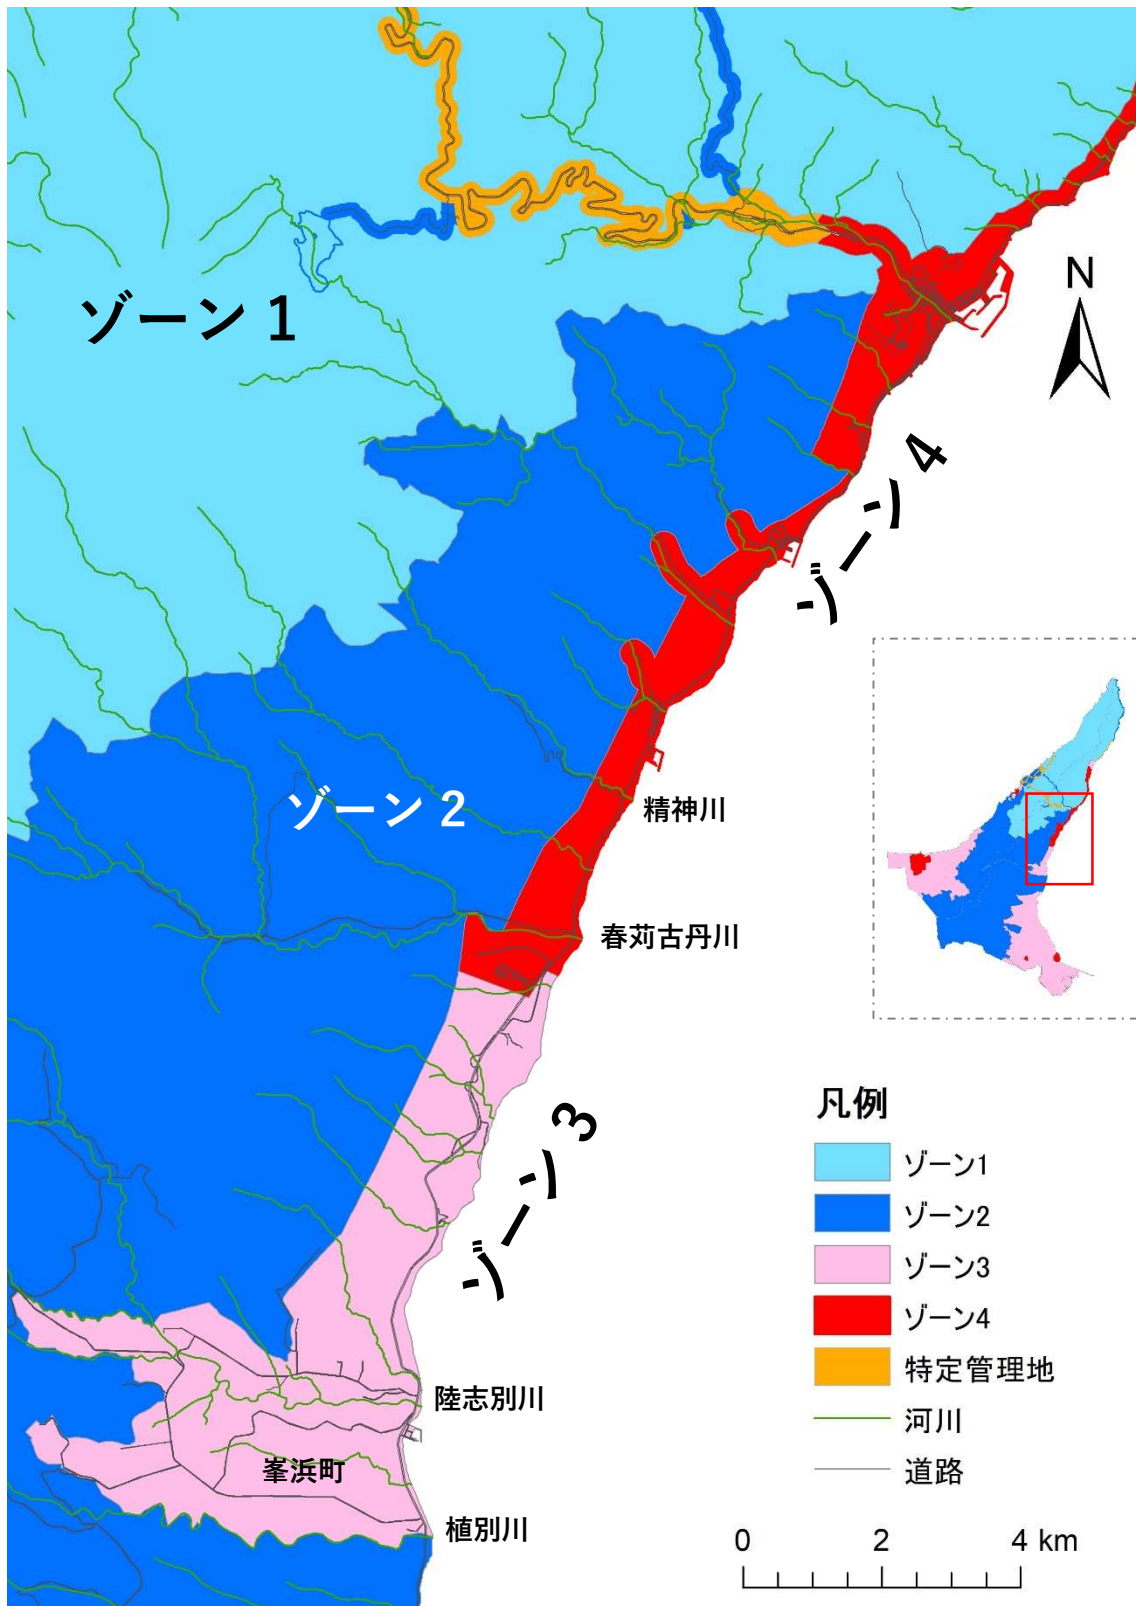 N
ゾーン 1
ゾーン 4
ゾーン 2
精神川
春苅古丹川
ゾーン 3
陸志別川
峯浜町
植別川
凡例
ゾーン1
ゾーン2
ゾーン3
ゾーン4
特定管理地
河川
道路
0 2 4 km